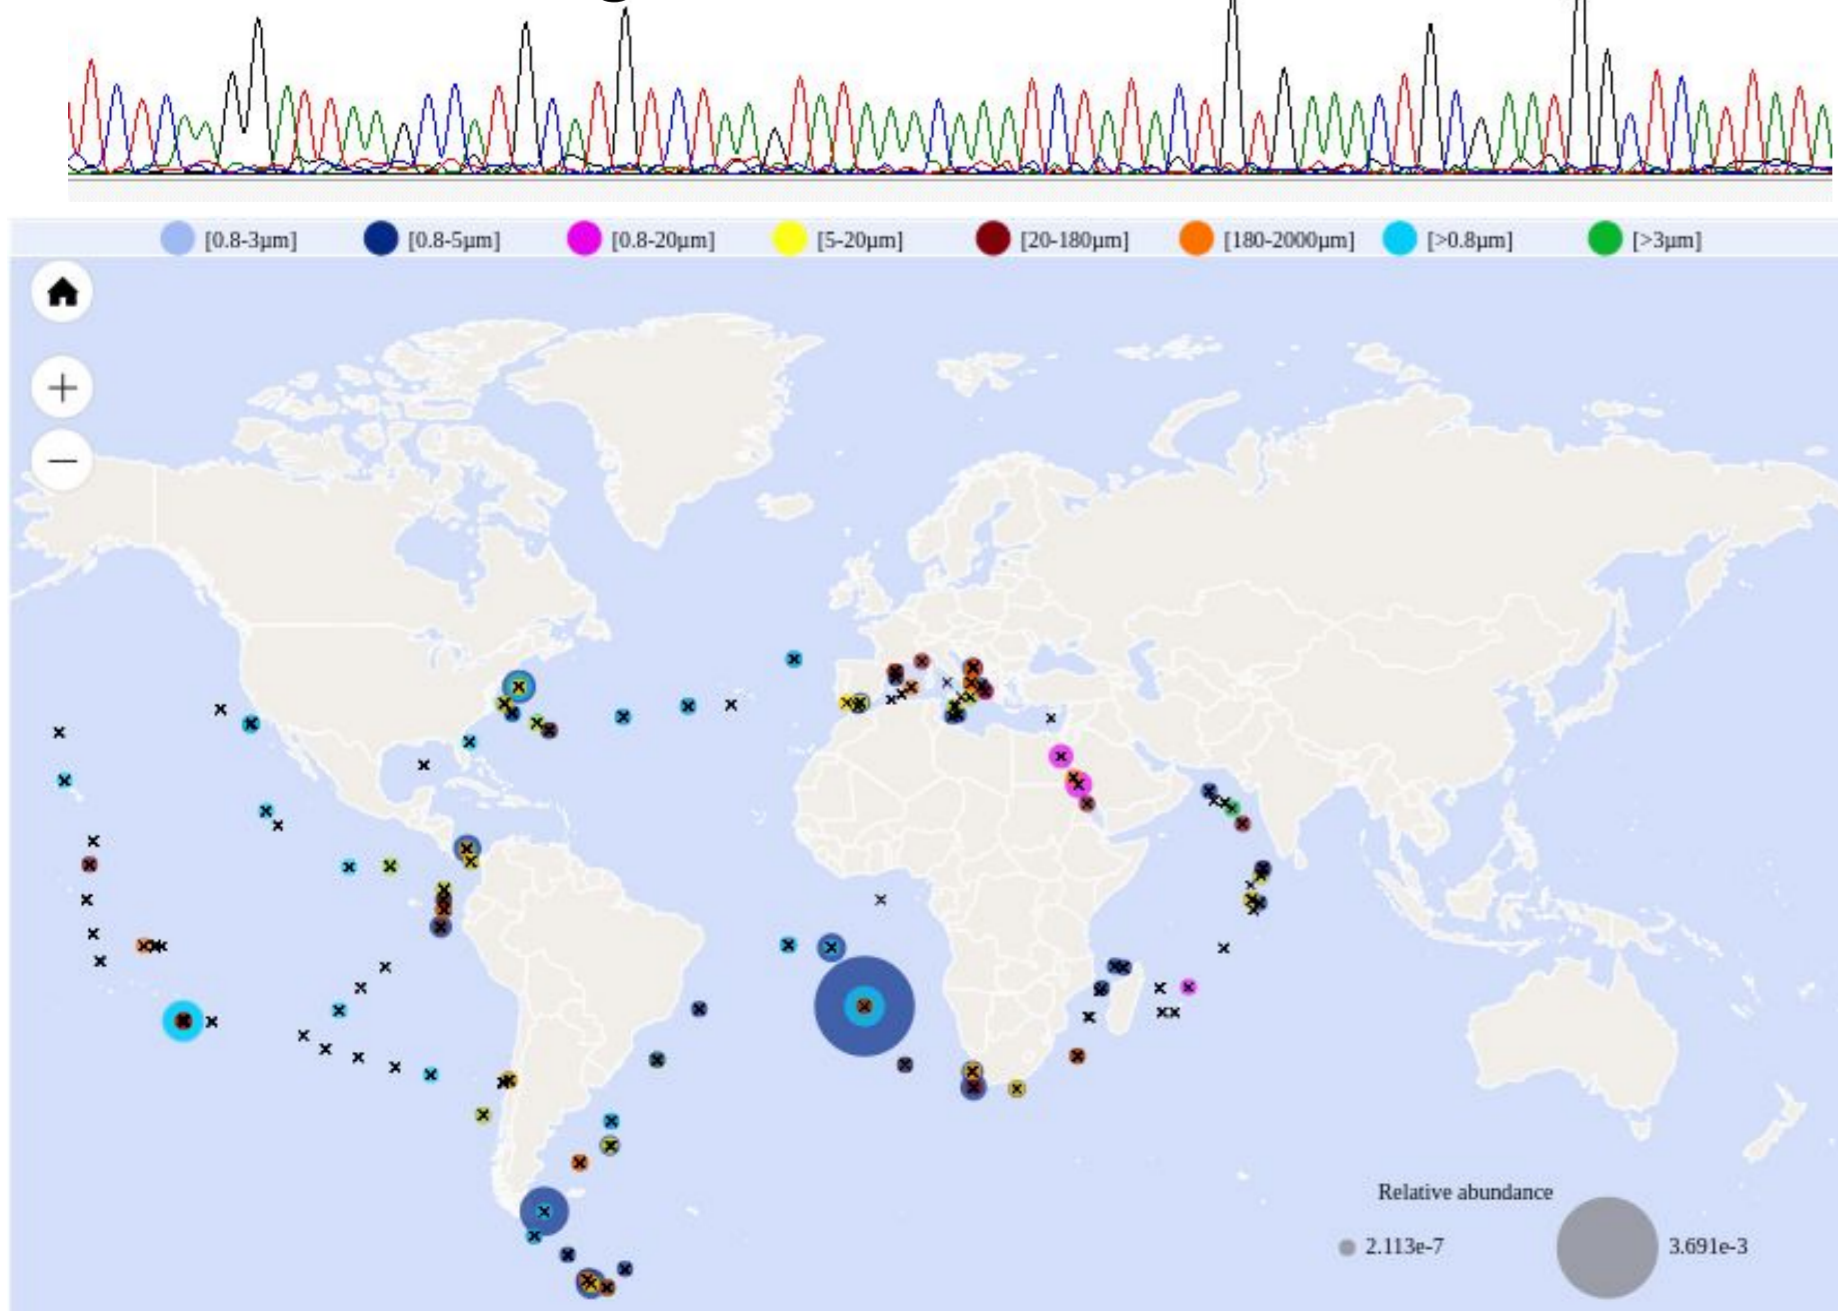 [0.8-3µm] [0.8-5µm] [0.8-20µm] [5-20µm] [20-180µm] [180-2000µm] [>0.8µm] [>3µm]
+
−
Relative abundance
2.113e-7 3.691e-3